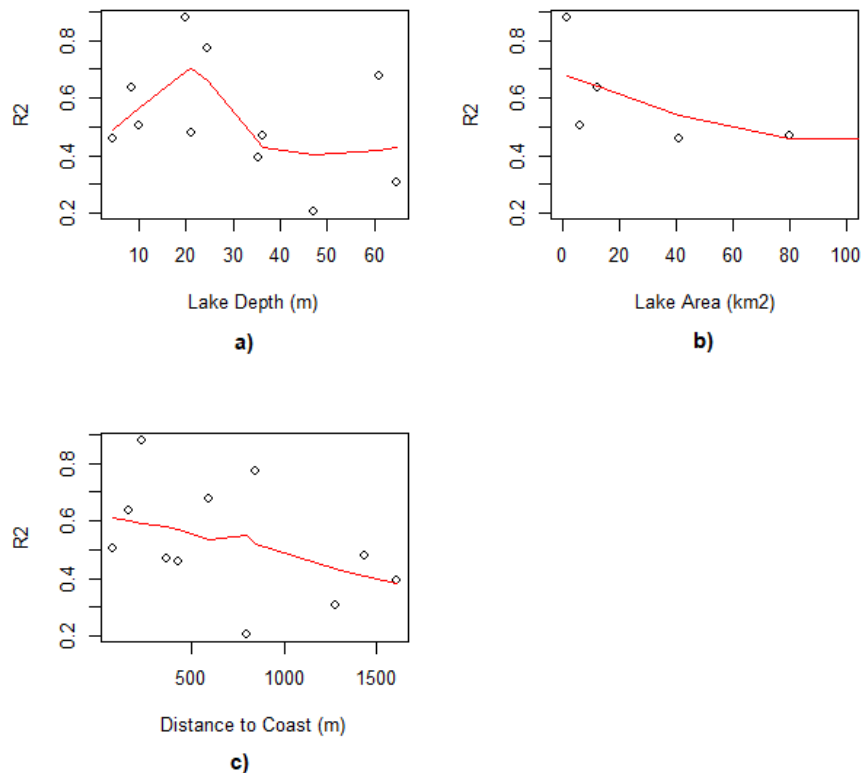 R2
0.2 0.4 0.6 0.8
10 20 30 40 50 60
Lake Depth (m)
a)
R2
0.2 0.4 0.6 0.8
0 20 40 60 80 100
Lake Area (km2)
b)
R2
0.2 0.4 0.6 0.8
500 1000 1500
Distance to Coast (m)
c)